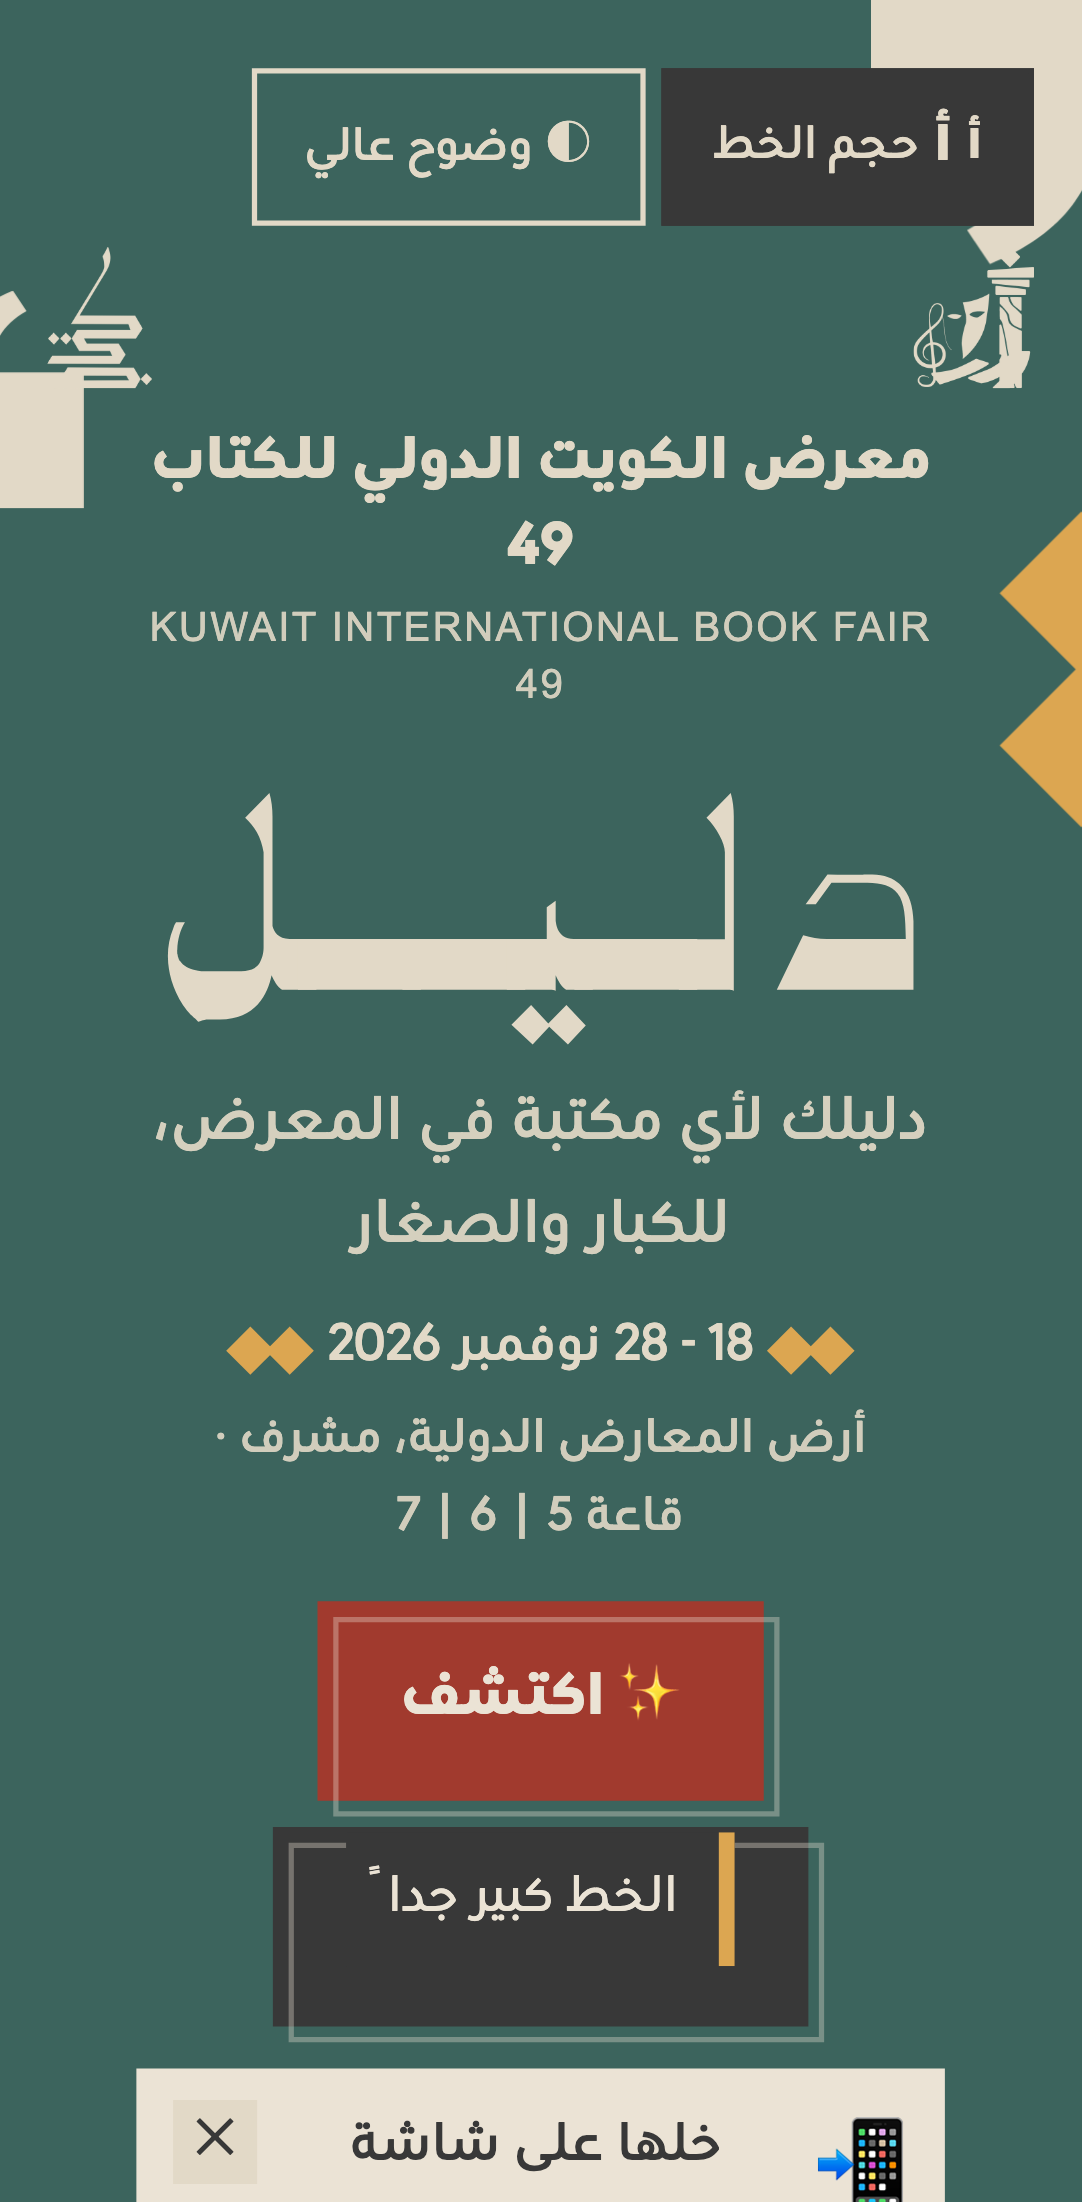 أ أ حجم الخط
وضوح عالي
معرض الكويت الدولي للكتاب
49
KUWAIT INTERNATIONAL BOOK FAIR
49
دليل
دليلك لأي مكتبة في المعرض،
للكبار والصغار
18 - 28 نوفمبر 2026
أرض المعارض الدولية، مشرف ·
قاعة 5 | 6 | 7
اكتشف
الخط كبير جداً
خلها على شاشة